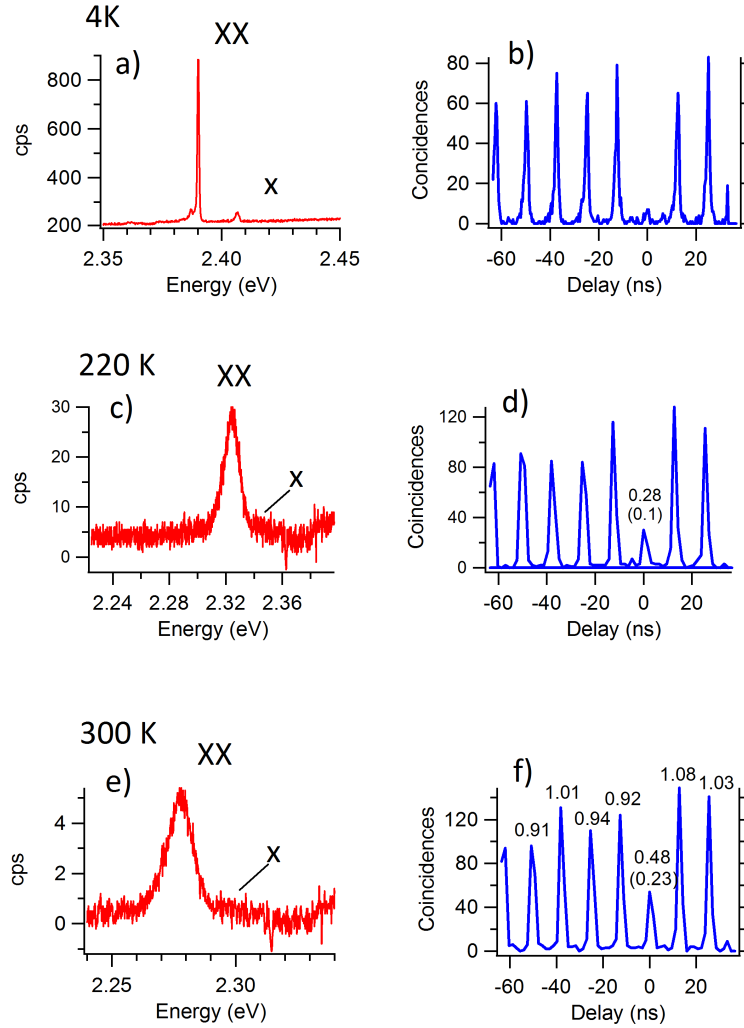 4K
XX
a)
x
cps
800
600
400
200
2.35
2.40
2.45
Energy (eV)
b)
Concidences
80
60
40
20
0
-60
-40
-20
0
20
Delay (ns)
220 K
XX
c)
x
cps
30
20
10
0
2.24
2.28
2.32
2.36
Energy (eV)
d)
Coincidences
120
80
40
0
0.28
(0.1)
-60
-40
-20
0
20
Delay (ns)
300 K
XX
e)
x
cps
4
2
0
2.25
2.30
Energy (eV)
f)
Coincidences
120
80
40
0
0.91
1.01
0.94
0.92
0.48
(0.23)
1.08
1.03
-60
-40
-20
0
20
Delay (ns)